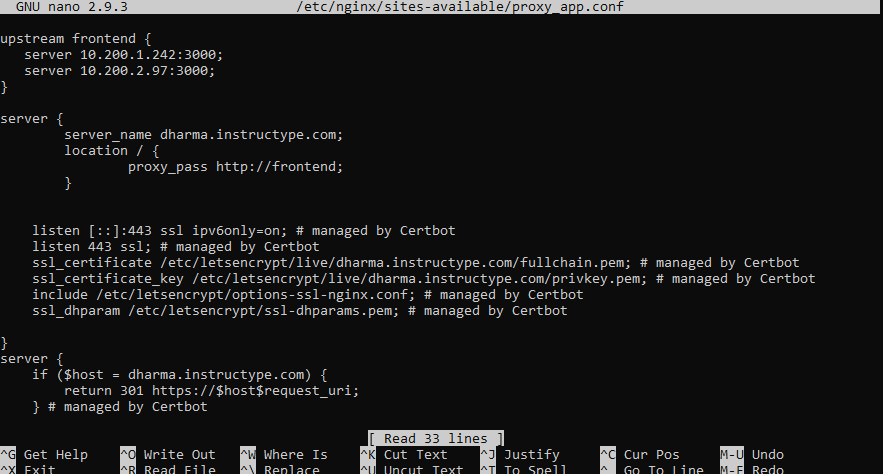 GNU nano 2.9.3 /etc/nginx/sites-available/proxy_app.conf
upstream frontend {
server 10.200.1.242:3000;
server 10.200.2.97:3000;
}
server {
server_name dharma.instructype.com;
location / {
proxy_pass http://frontend;
}
listen [::]:443 ssl ipv6only=on; # managed by Certbot
listen 443 ssl; # managed by Certbot
ssl_certificate /etc/letsencrypt/live/dharma.instructype.com/fullchain.pem; # managed by Certbot
ssl_certificate_key /etc/letsencrypt/live/dharma.instructype.com/privkey.pem; # managed by Certbot
include /etc/letsencrypt/options-ssl-nginx.conf; # managed by Certbot
ssl_dhparam /etc/letsencrypt/ssl-dhparams.pem; # managed by Certbot
}
server {
if ($host = dharma.instructype.com) {
return 301 https://$host$request_uri;
} # managed by Certbot
[ Read 33 lines ]
^G Get Help ^O Write Out ^W Where Is ^K Cut Text ^J Justify ^C Cur Pos M-U Undo
^X Exit ^R Read File ^\ Replace ^U Uncut Text ^T To Spell ^_ Go To Line M-E Redo